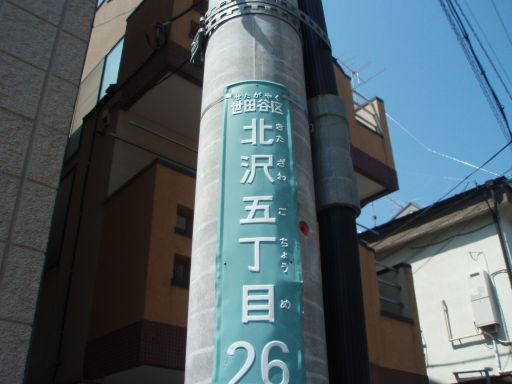 せたがやく
世田谷区
北沢五丁目
きたざわごちょうめ
26